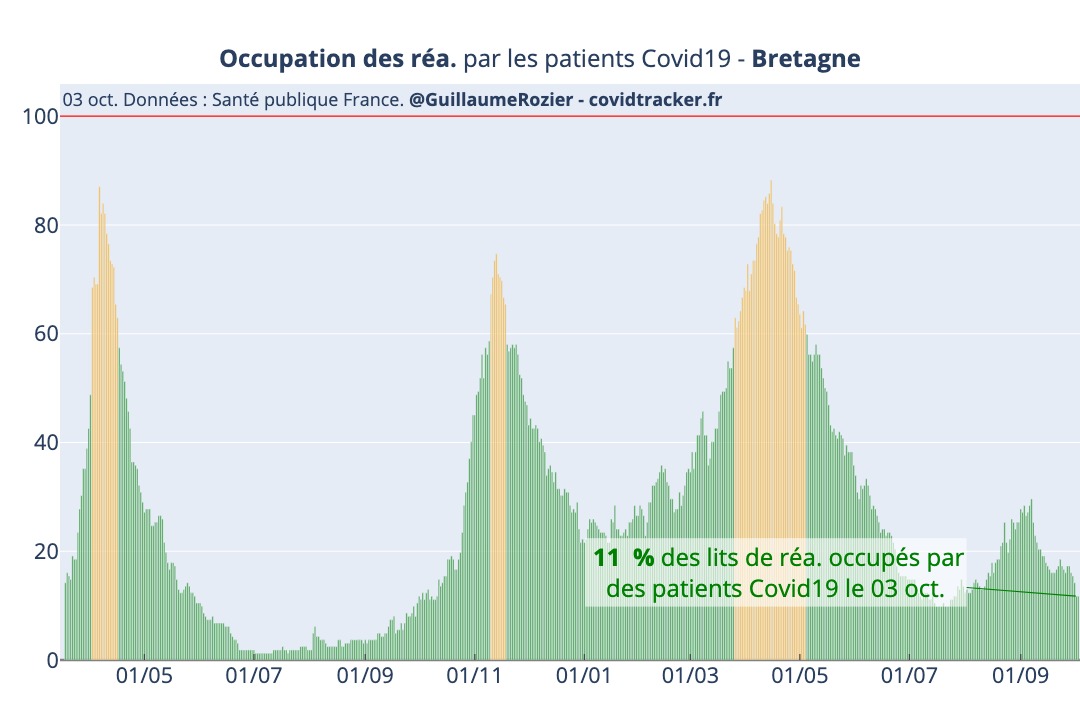 Occupation des réa. par les patients Covid19 - Bretagne
03 oct. Données : Santé publique France. @GuillaumeRozier - covidtracker.fr
100
80
60
40
20
0
11 % des lits de réa. occupés par
des patients Covid19 le 03 oct.
01/05 01/07 01/09 01/11 01/01 01/03 01/05 01/07 01/09